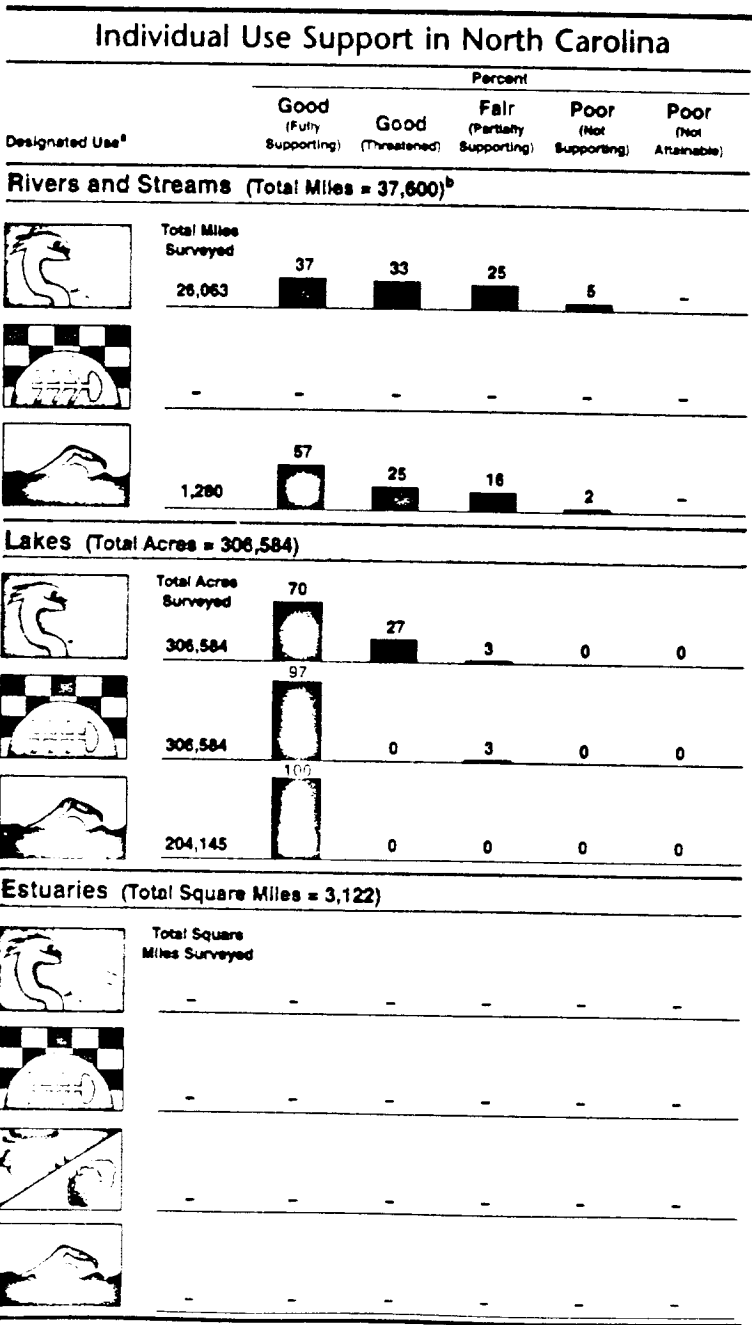 Individual Use Support in North Carolina
Percent
Designated Useᵃ
Good (Fully Supporting)
Good (Threatened)
Fair (Partially Supporting)
Poor (Not Supporting)
Poor (Not Attainable)
Rivers and Streams (Total Miles = 37,600)ᵇ
Total Miles Surveyed
37 33 25 5
26,063 -
- - - - - -
57 25 16 2
1,280 -
Lakes (Total Acres = 306,584)
Total Acres Surveyed
70 27 3 0 0
306,584
97
306,584 0 3 0 0
100
204,145 0 0 0 0
Estuaries (Total Square Miles = 3,122)
Total Square
Miles Surveyed
- - - - - -
- - - - - -
- - - - - -
- - - - - -